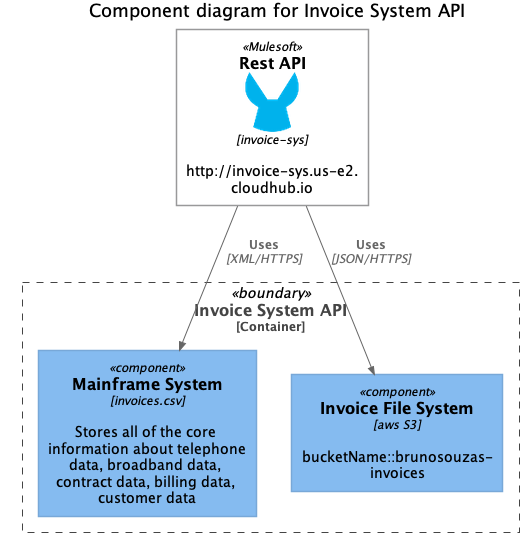 Component diagram for Invoice System API
«Mulesoft»
Rest API
[invoice-sys]
http://invoice-sys.us-e2.
cloudhub.io
Uses
[XML/HTTPS]
Uses
[JSON/HTTPS]
«boundary»
Invoice System API
[Container]
«component»
Mainframe System
[invoices.csv]
Stores all of the core
information about telephone
data, broadband data,
contract data, billing data,
customer data
«component»
Invoice File System
[aws S3]
bucketName::brunosouzas-
invoices